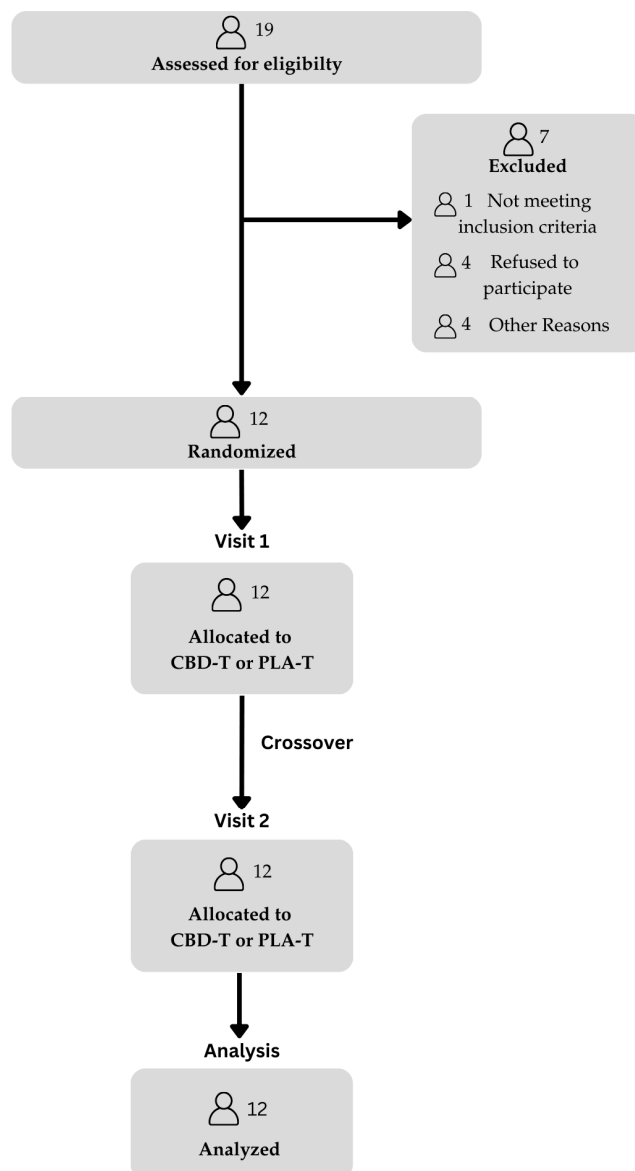 19
Assessed for eligibilty
7
Excluded
1 Not meeting
inclusion criteria
4 Refused to
participate
4 Other Reasons
12
Randomized
Visit 1
12
Allocated to
CBD-T or PLA-T
Crossover
Visit 2
12
Allocated to
CBD-T or PLA-T
Analysis
12
Analyzed